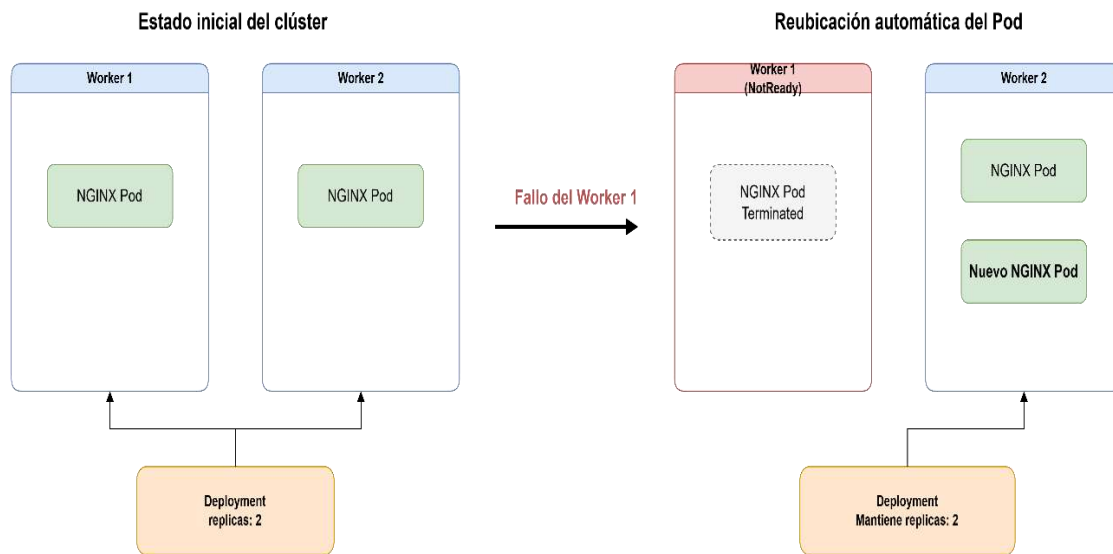 Estado inicial del clúster
Worker 1
Worker 2
NGINX Pod
NGINX Pod
Deployment
replicas: 2
Fallo del Worker 1
Reubicación automática del Pod
Worker 1
(NotReady)
Worker 2
NGINX Pod
Terminated
NGINX Pod
Nuevo NGINX Pod
Deployment
Mantiene replicas: 2